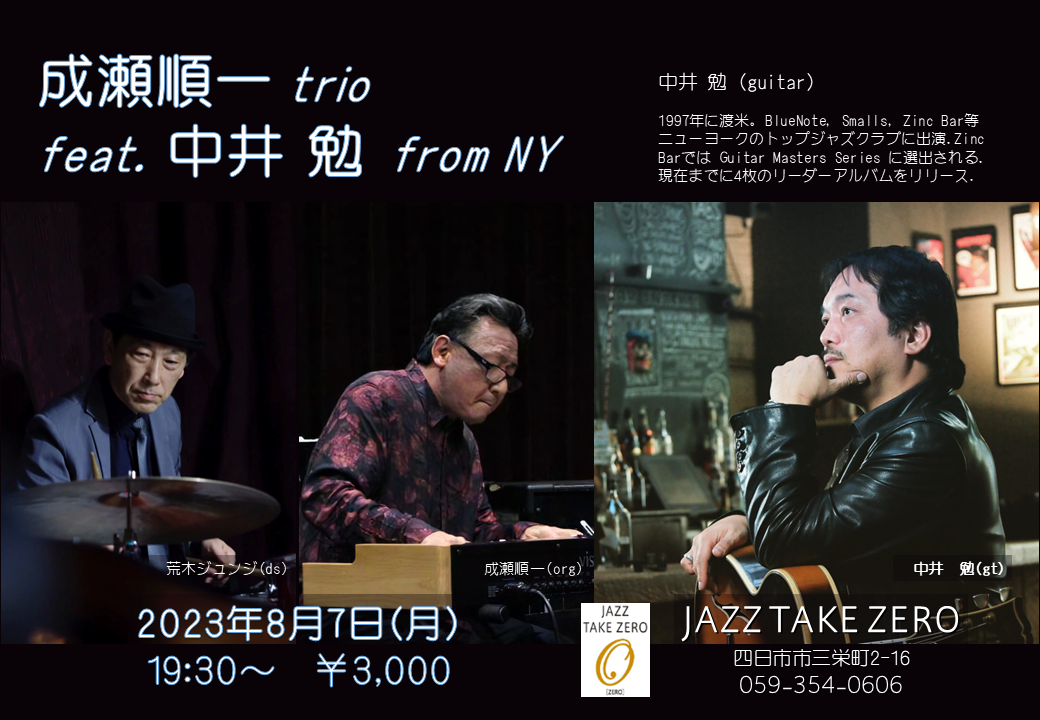 成瀬順一 trio
feat. 中井 勉 from NY
中井 勉 (guitar)
1997年に渡米。BlueNote, Smalls, Zinc Bar等
ニューヨークのトップジャズクラブに出演.Zinc
Barでは Guitar Masters Series に選出される.
現在までに4枚のリーダーアルバムをリリース.
荒木ジュンジ(ds)
成瀬順一(org)
中井 勉(gt)
2023年8月7日(月)
19:30～ ￥3,000
JAZZ
TAKE ZERO
[ZERO]
JAZZ TAKE ZERO
四日市市三栄町2-16
059-354-0606